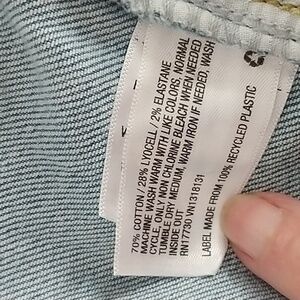 70% COTTON / 28% LYOCELL / 2% ELASTANE
MACHINE WASH WARM WITH LIKE COLORS, NORMAL
CYCLE. ONLY NON CHLORINE BLEACH WHEN NEEDED
TUMBLE DRY MEDIUM, WARM IRON IF NEEDED, WASH
INSIDE OUT
RN17730 VN1318131
LABEL MADE FROM 100% RECYCLED PLASTIC